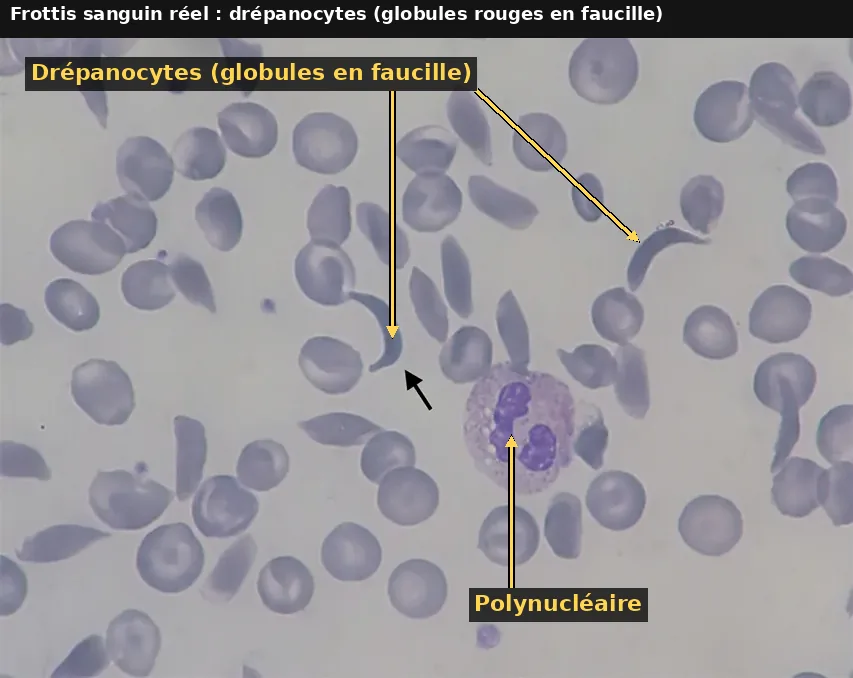 Frottis sanguin réel : drépanocytes (globules rouges en faucille)
Drépanocytes (globules en faucille)
Polynucléaire